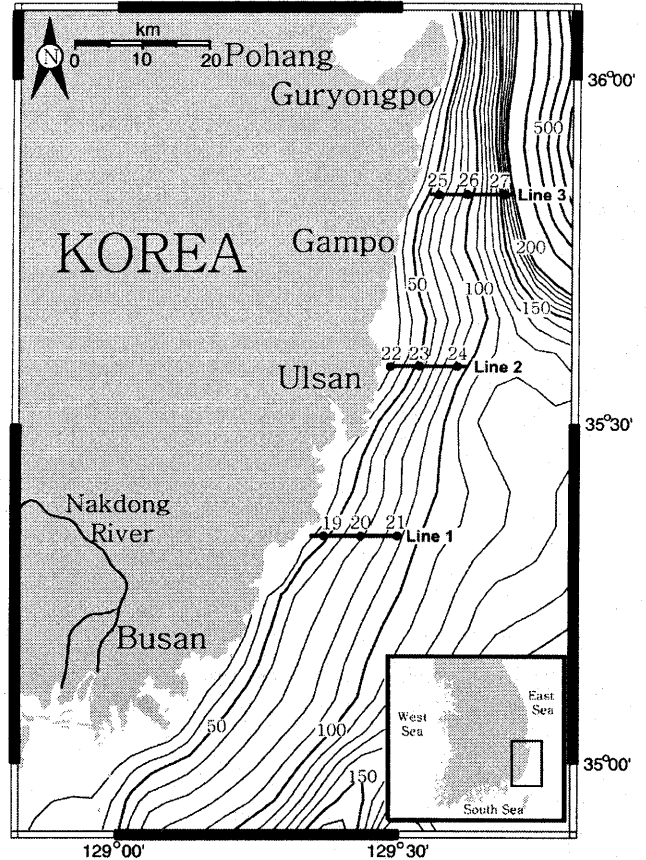 km
N
0 10 20
Pohang
Guryongpo
36°00'
500
25 26 27
Line 3
KOREA
Gampo
200
50
100
150
22 23 24
Line 2
Ulsan
35°30'
Nakdong
River
19 20 21
Line 1
Busan
East
Sea
West
Sea
50
100
150
35°00'
South Sea
129°00'
129°30'